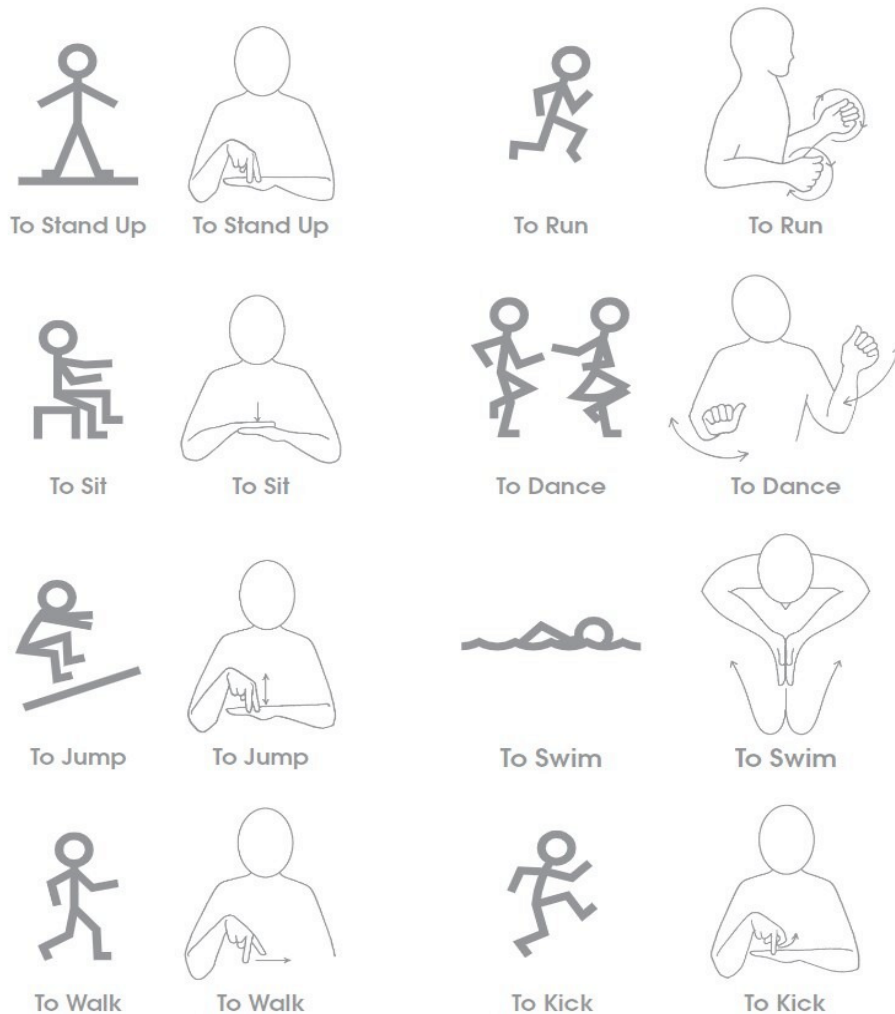 To Stand Up To Stand Up To Run To Run
To Sit To Sit To Dance To Dance
To Jump To Jump To Swim To Swim
To Walk To Walk To Kick To Kick